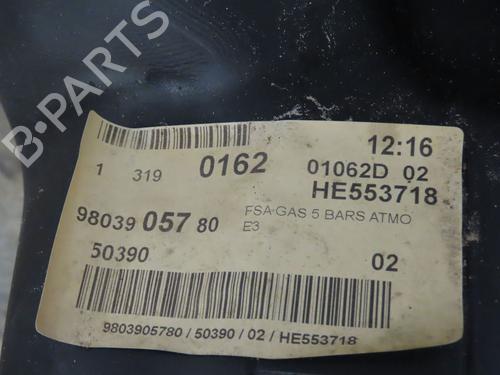 B-PARTS
12:16
1 319 0162 01062D 02
HE553718
98039 057 80 FSA GAS 5 BARS ATMO
E3
50390 02
9803905780 / 50390 / 02 / HE553718